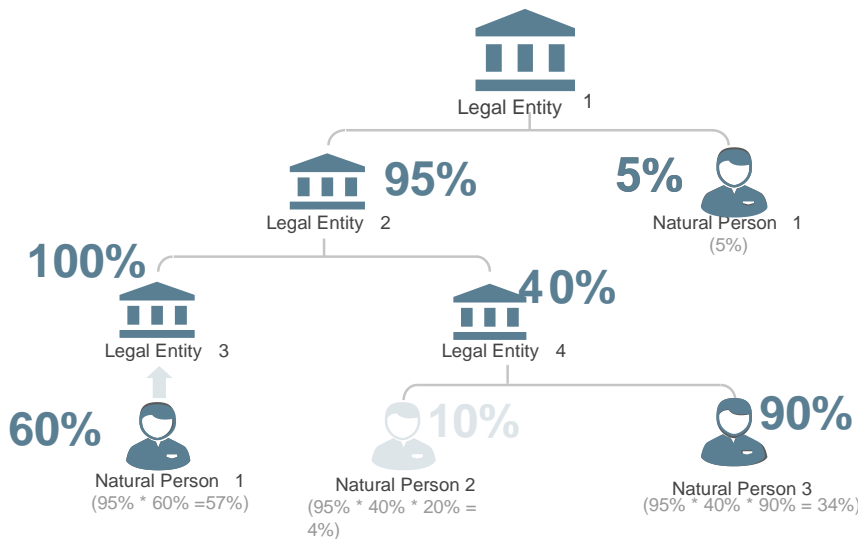 Legal Entity 1
95%
5%
Legal Entity 2
Natural Person 1
(5%)
100%
40%
Legal Entity 3
Legal Entity 4
60%
10%
90%
Natural Person 1
(95% * 60% =57%)
Natural Person 2
(95% * 40% * 20% =
4%)
Natural Person 3
(95% * 40% * 90% = 34%)